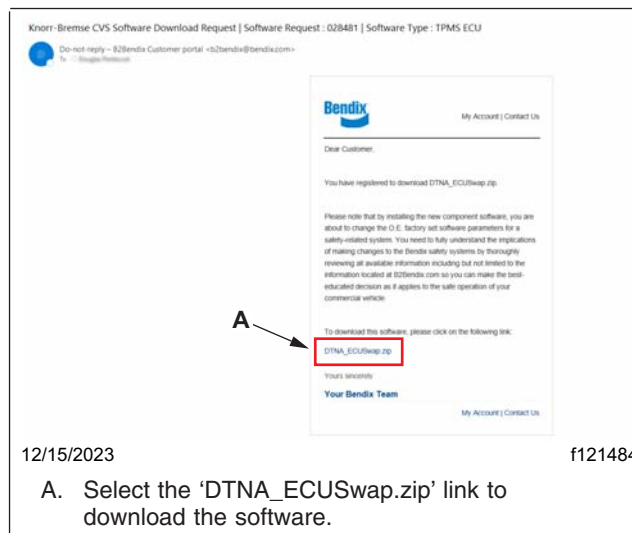 Knorr-Bremse CVS Software Download Request | Software Request : 028481 | Software Type : TPMS ECU
Do-not-reply – B2Bendix Customer portal <b2bendix@bendix.com>
To
Bendix
My Account | Contact Us
Dear Customer,
You have registered to download DTNA_ECUSwap.zip.
Please note that by installing the new component software, you are
about to change the O.E. factory set software parameters for a
safety-related system. You need to fully understand the implications
of making changes to the Bendix safety systems by thoroughly
reviewing all available information including but not limited to the
information located at B2Bendix.com so you can make the best-
educated decision as it applies to the safe operation of your
commercial vehicle.
To download this software, please click on the following link:
A
DTNA_ECUSwap.zip
Yours sincerely
Your Bendix Team
My Account | Contact Us
12/15/2023
f121484
A. Select the ‘DTNA_ECUSwap.zip’ link to
download the software.